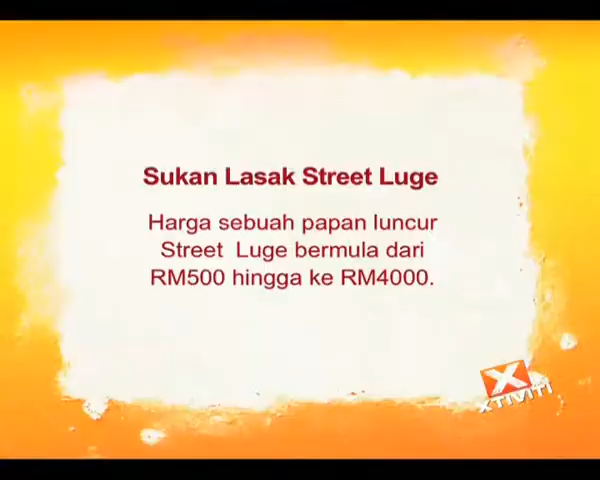 Sukan Lasak Street Luge
Harga sebuah papan luncur
Street Luge bermula dari
RM500 hingga ke RM4000.
X
XTIVITI